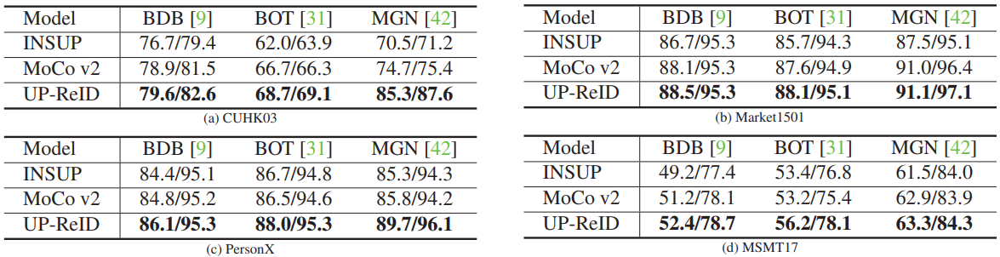 Model BDB [9] BOT [31] MGN [42]
INSUP 76.7/79.4 62.0/63.9 70.5/71.2
MoCo v2 78.9/81.5 66.7/66.3 74.7/75.4
UP-ReID 79.6/82.6 68.7/69.1 85.3/87.6
(a) CUHK03
Model BDB [9] BOT [31] MGN [42]
INSUP 86.7/95.3 85.7/94.3 87.5/95.1
MoCo v2 88.1/95.3 87.6/94.9 91.0/96.4
UP-ReID 88.5/95.3 88.1/95.1 91.1/97.1
(b) Market1501
Model BDB [9] BOT [31] MGN [42]
INSUP 84.4/95.1 86.7/94.8 85.3/94.3
MoCo v2 84.8/95.2 86.5/94.6 85.8/94.2
UP-ReID 86.1/95.3 88.0/95.3 89.7/96.1
(c) PersonX
Model BDB [9] BOT [31] MGN [42]
INSUP 49.2/77.4 53.4/76.8 61.5/84.0
MoCo v2 51.2/78.1 53.2/75.4 62.9/83.9
UP-ReID 52.4/78.7 56.2/78.1 63.3/84.3
(d) MSMT17